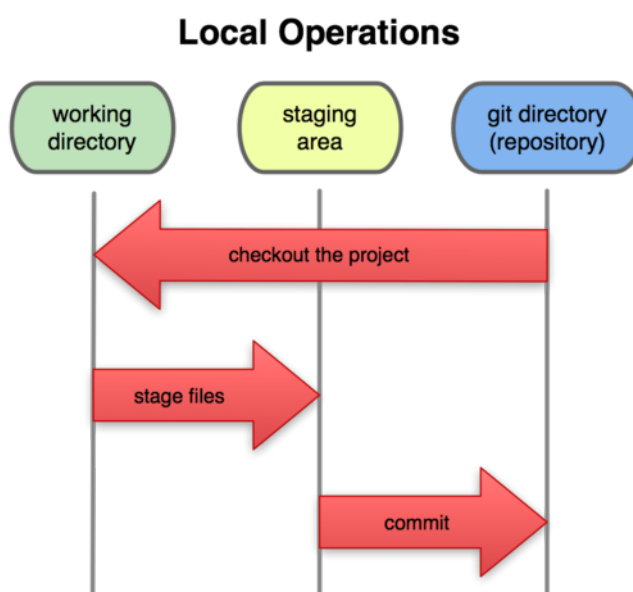 Local Operations
working
directory
staging
area
git directory
(repository)
checkout the project
stage files
commit